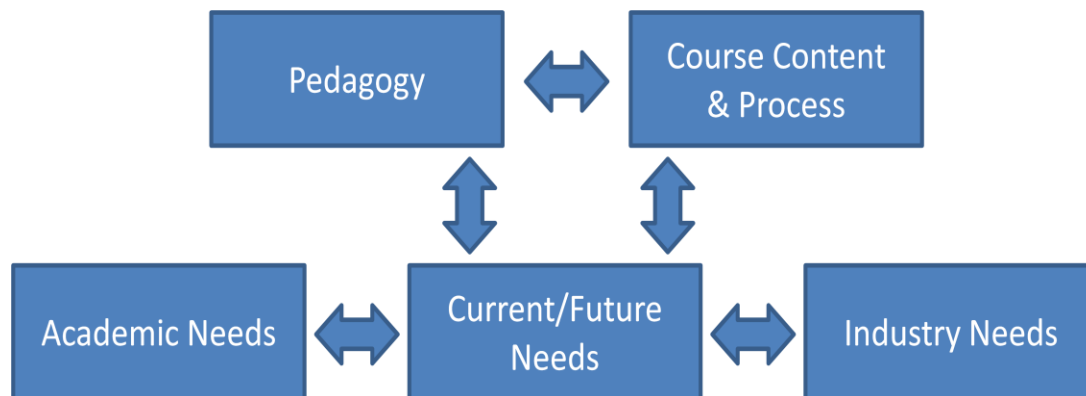 Pedagogy
Course Content
& Process
Academic Needs
Current/Future
Needs
Industry Needs